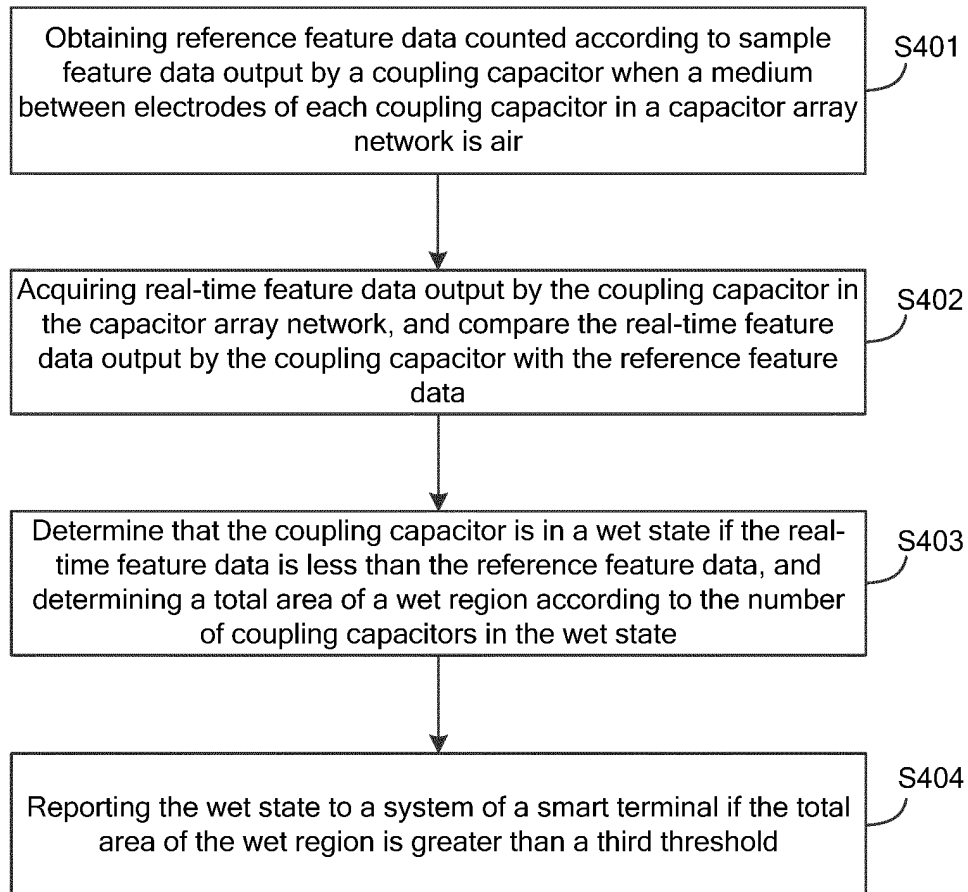 Obtaining reference feature data counted according to sample
feature data output by a coupling capacitor when a medium
between electrodes of each coupling capacitor in a capacitor array
network is air
S401
Acquiring real-time feature data output by the coupling capacitor in
the capacitor array network, and compare the real-time feature
data output by the coupling capacitor with the reference feature
data
S402
Determine that the coupling capacitor is in a wet state if the real-
time feature data is less than the reference feature data, and
determining a total area of a wet region according to the number
of coupling capacitors in the wet state
S403
Reporting the wet state to a system of a smart terminal if the total
area of the wet region is greater than a third threshold
S404